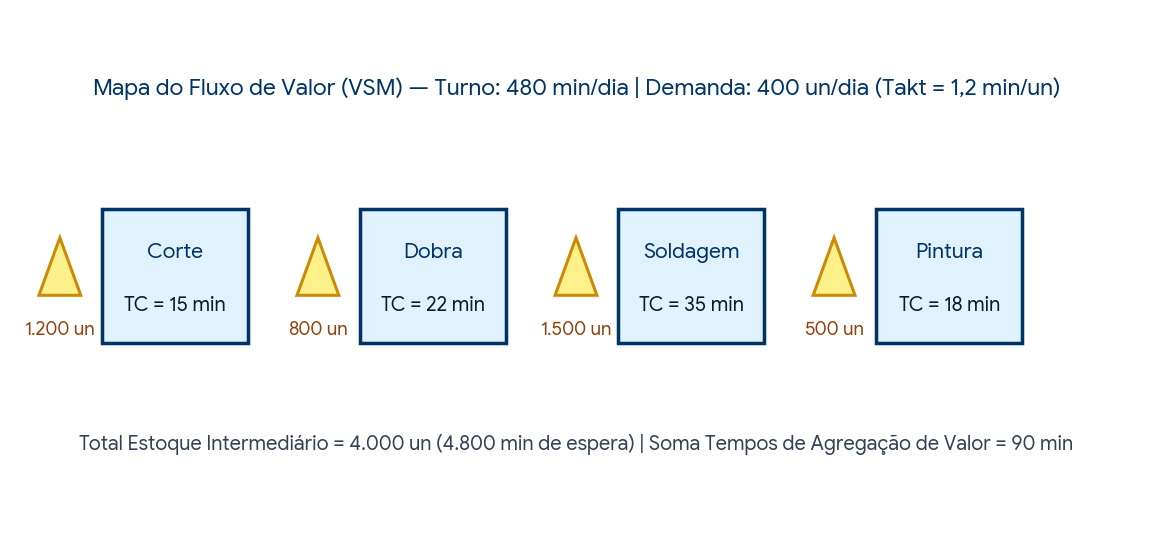 Mapa do Fluxo de Valor (VSM) — Turno: 480 min/dia | Demanda: 400 un/dia (Takt = 1,2 min/un)
Corte
TC = 15 min
1.200 un
Dobra
TC = 22 min
800 un
Soldagem
TC = 35 min
1.500 un
Pintura
TC = 18 min
500 un
Total Estoque Intermediário = 4.000 un (4.800 min de espera) | Soma Tempos de Agregação de Valor = 90 min